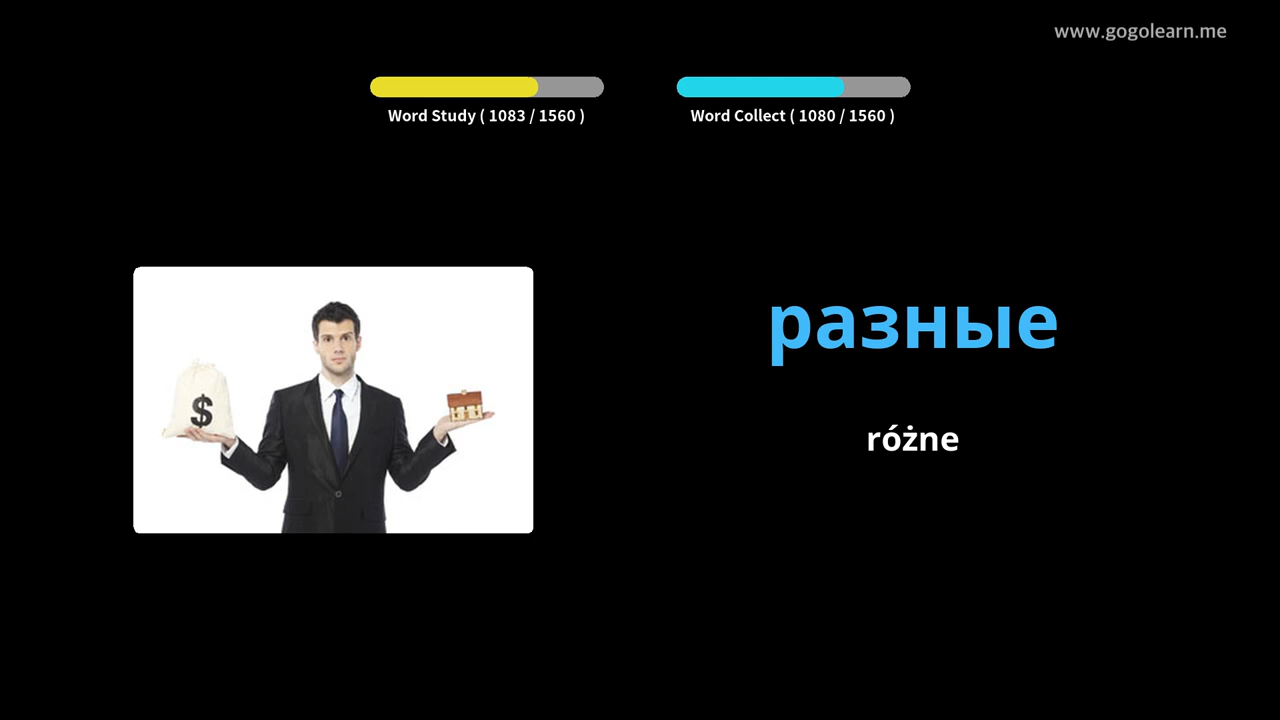 www.gogolearn.me
Word Study ( 1083 / 1560 )
Word Collect ( 1080 / 1560 )
$
разные
różne